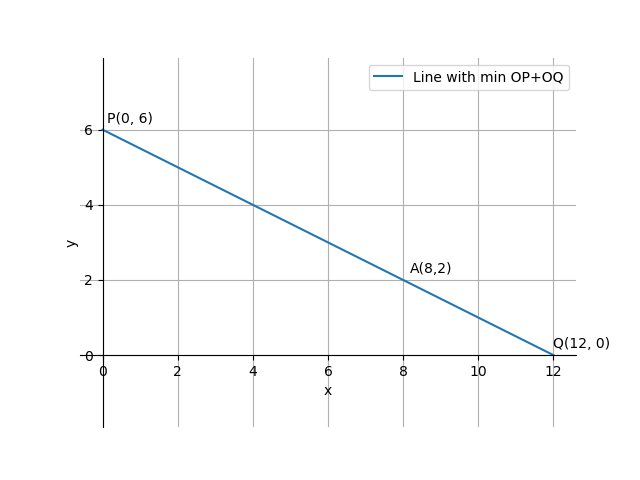 Line with min OP+OQ
P(0, 6)
6
4
y
A(8,2)
2
Q(12, 0)
0
0 2 4 6 8 10 12
x